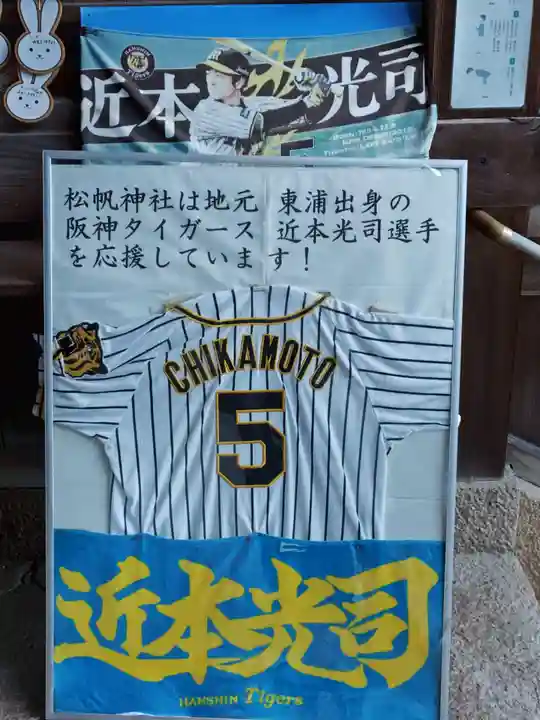 HANSHIN
TIGERS
近本光司
松帆神社は地元 東浦出身の
阪神タイガース 近本光司選手
を応援しています!
CHIKAMOTO
5
近本光司
HANSHIN Tigers